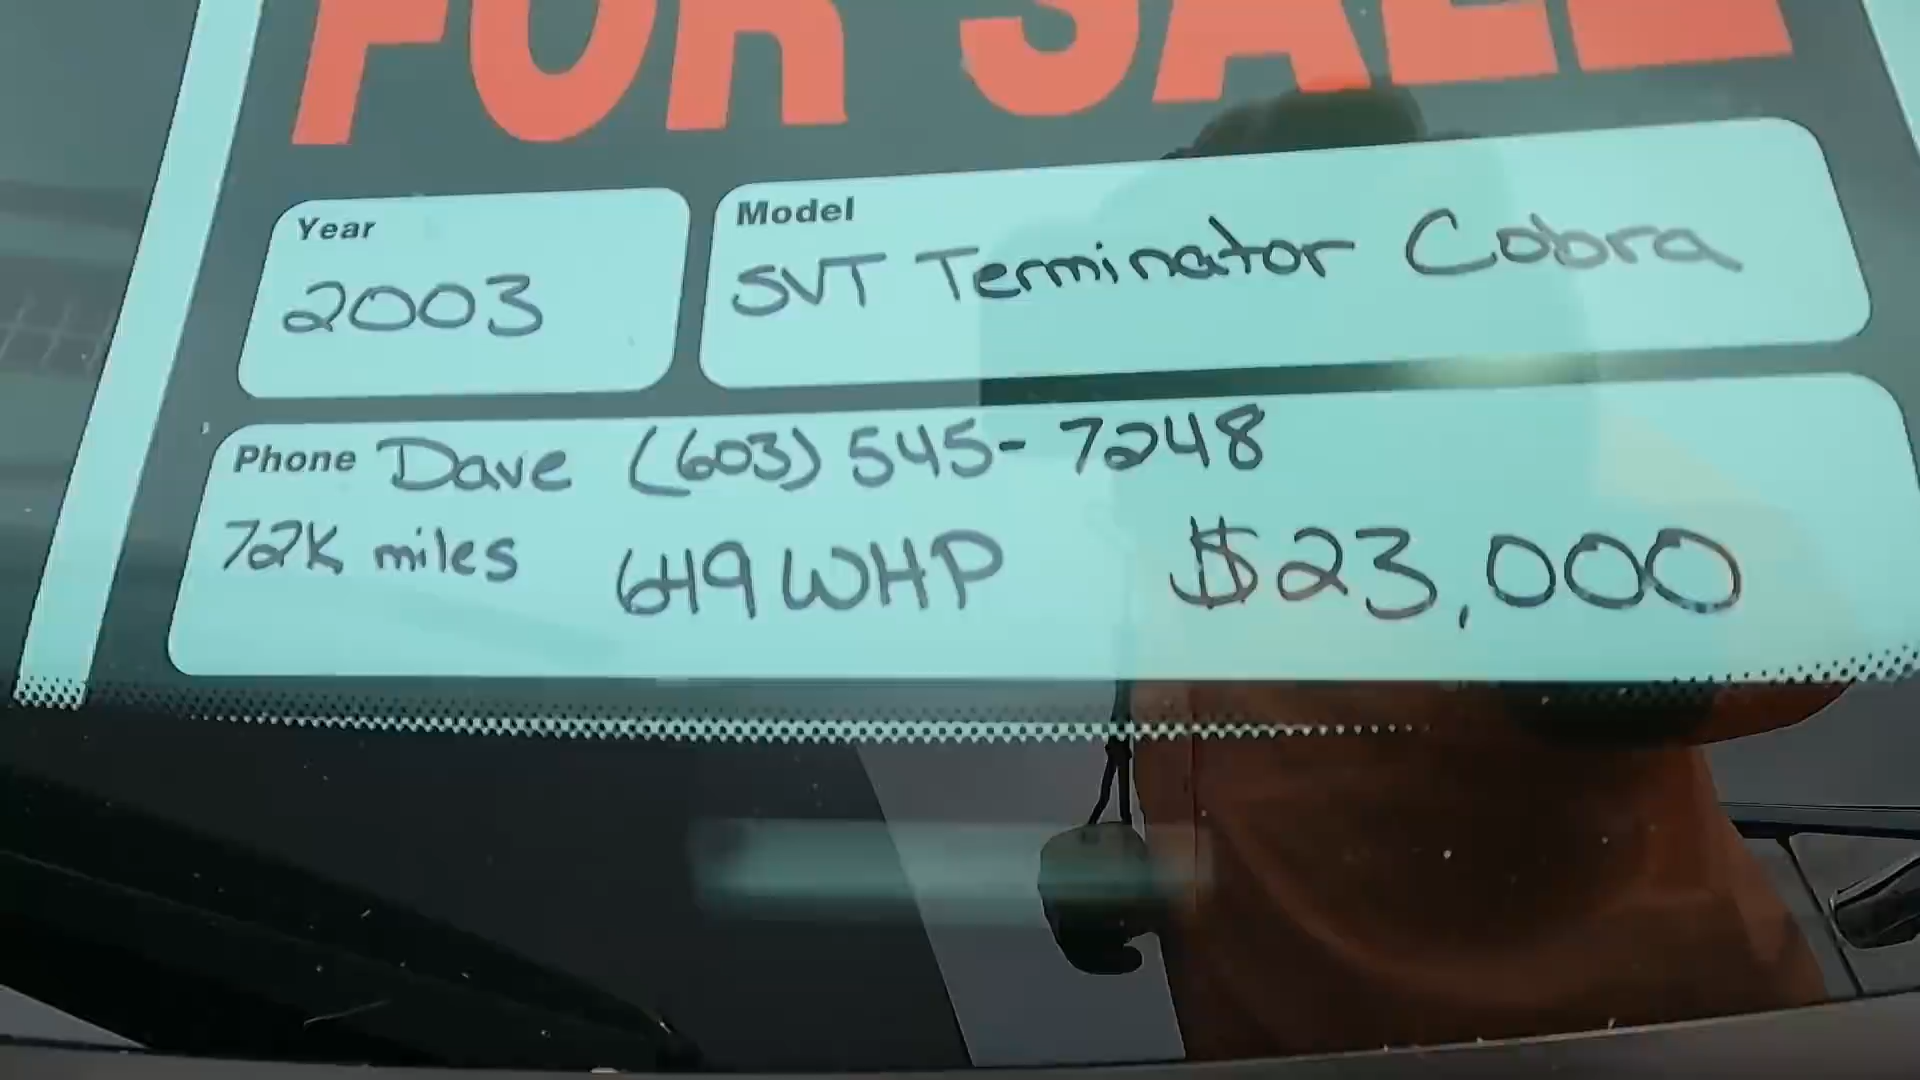 FOR SALE
Year
2003
Model
SVT Terminator Cobra
Phone Dave (603) 545-7248
72K miles 649 WHP $23,000